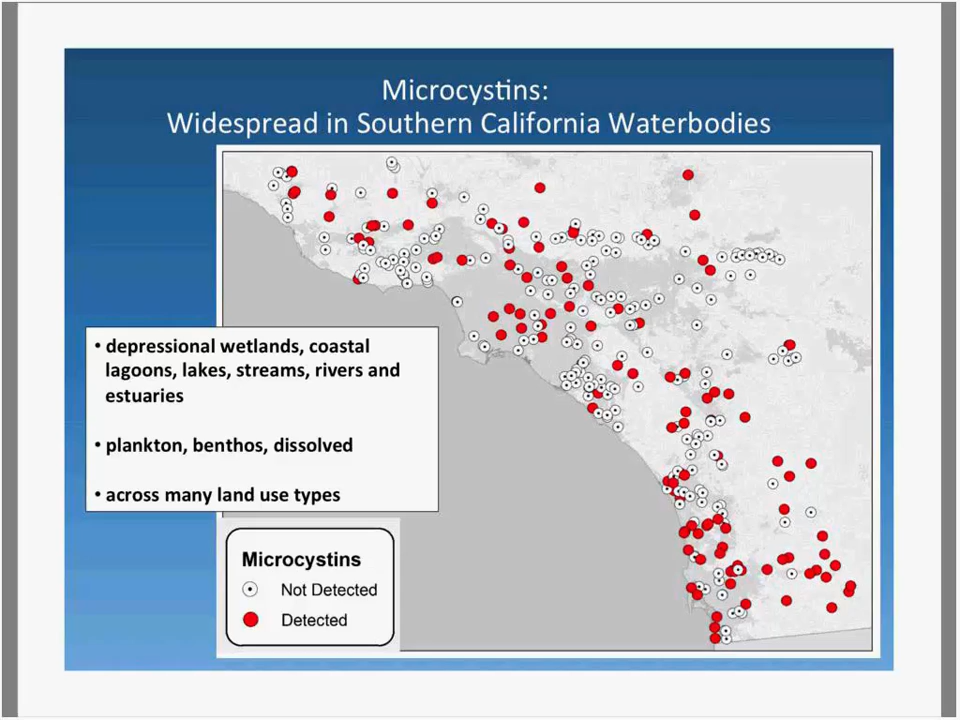 Microcystins:
Widespread in Southern California Waterbodies
• depressional wetlands, coastal
lagoons, lakes, streams, rivers and
estuaries
• plankton, benthos, dissolved
• across many land use types
Microcystins
Not Detected
Detected